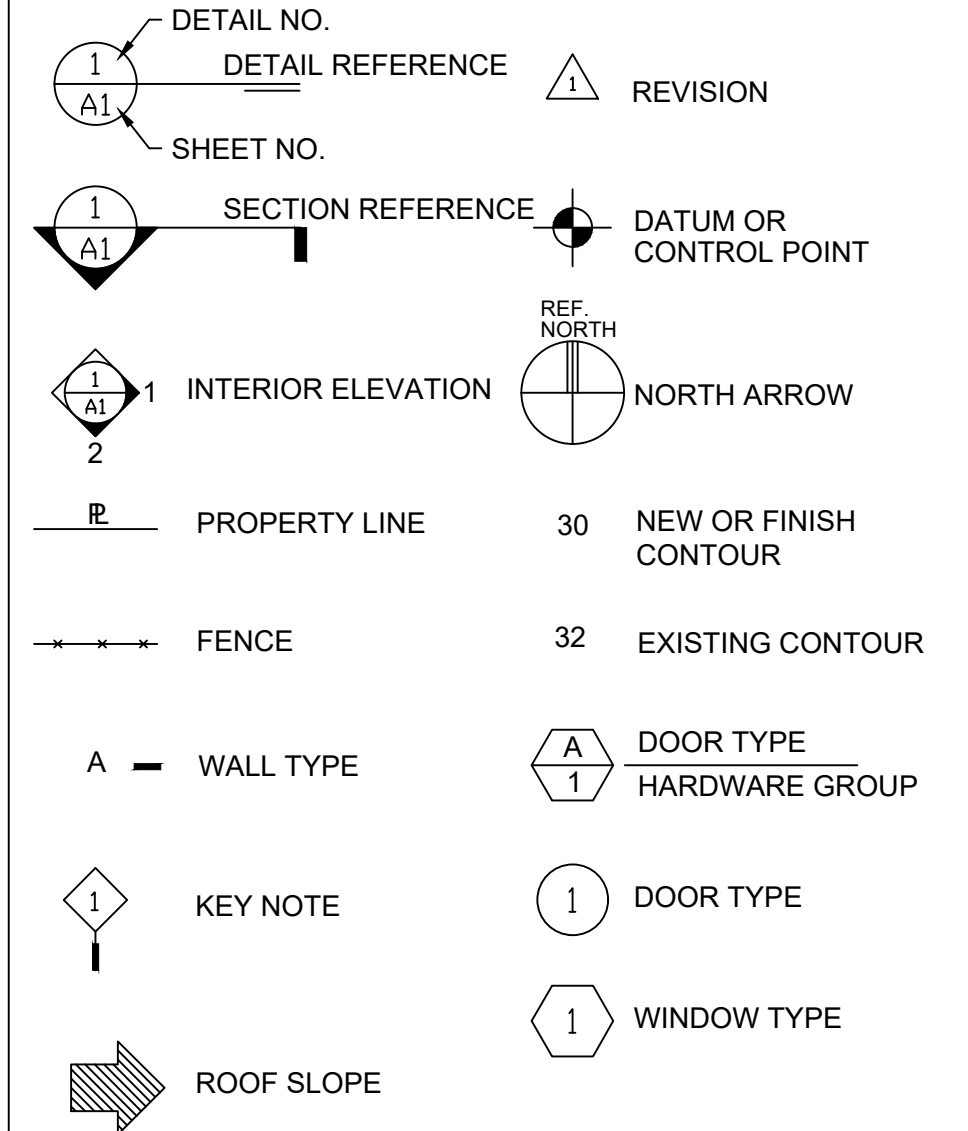 DETAIL NO.
1
DETAIL REFERENCE
A1
SHEET NO.
1
REVISION
1
SECTION REFERENCE
A1
DATUM OR
CONTROL POINT
1
A1
1
2
INTERIOR ELEVATION
REF.
NORTH
NORTH ARROW
PL
PROPERTY LINE
30
NEW OR FINISH
CONTOUR
FENCE
32
EXISTING CONTOUR
A
WALL TYPE
A
1
DOOR TYPE
HARDWARE GROUP
1
KEY NOTE
1
DOOR TYPE
1
WINDOW TYPE
ROOF SLOPE